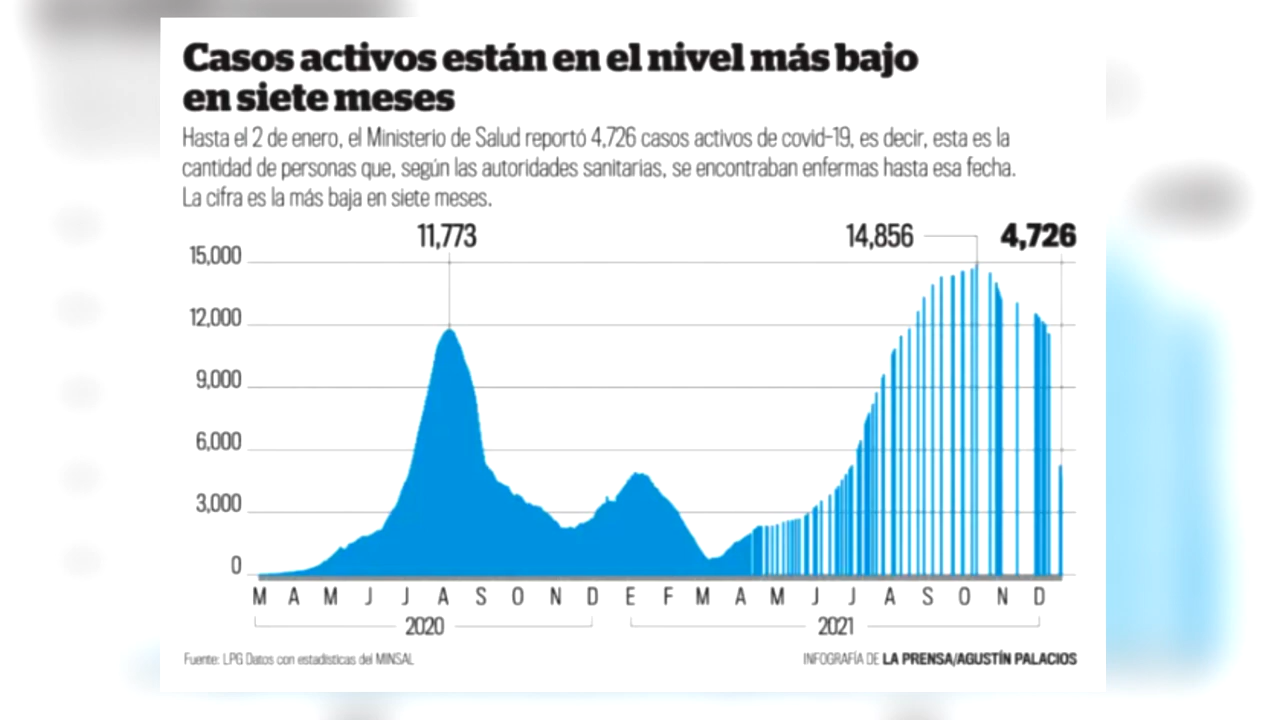 Casos activos están en el nivel más bajo
en siete meses
Hasta el 2 de enero, el Ministerio de Salud reportó 4,726 casos activos de covid-19, es decir, esta es la
cantidad de personas que, según las autoridades sanitarias, se encontraban enfermas hasta esa fecha.
La cifra es la más baja en siete meses.
11,773 14,856 4,726
15,000
12,000
9,000
6,000
3,000
0
M A M J J A S O N D E F M A M J J A S O N D
2020 2021
Fuente: LPG Datos con estadísticas del MINSAL
INFOGRAFÍA DE LA PRENSA/AGUSTÍN PALACIOS